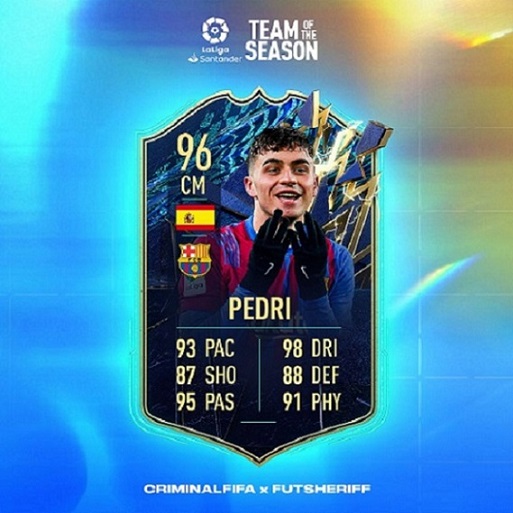 LaLiga
Santander
TEAM OF THE
SEASON
96
CM
PEDRI
93 PAC 98 DRI
87 SHO 88 DEF
95 PAS 91 PHY
CRIMINALFIFA x FUTSHERIFF